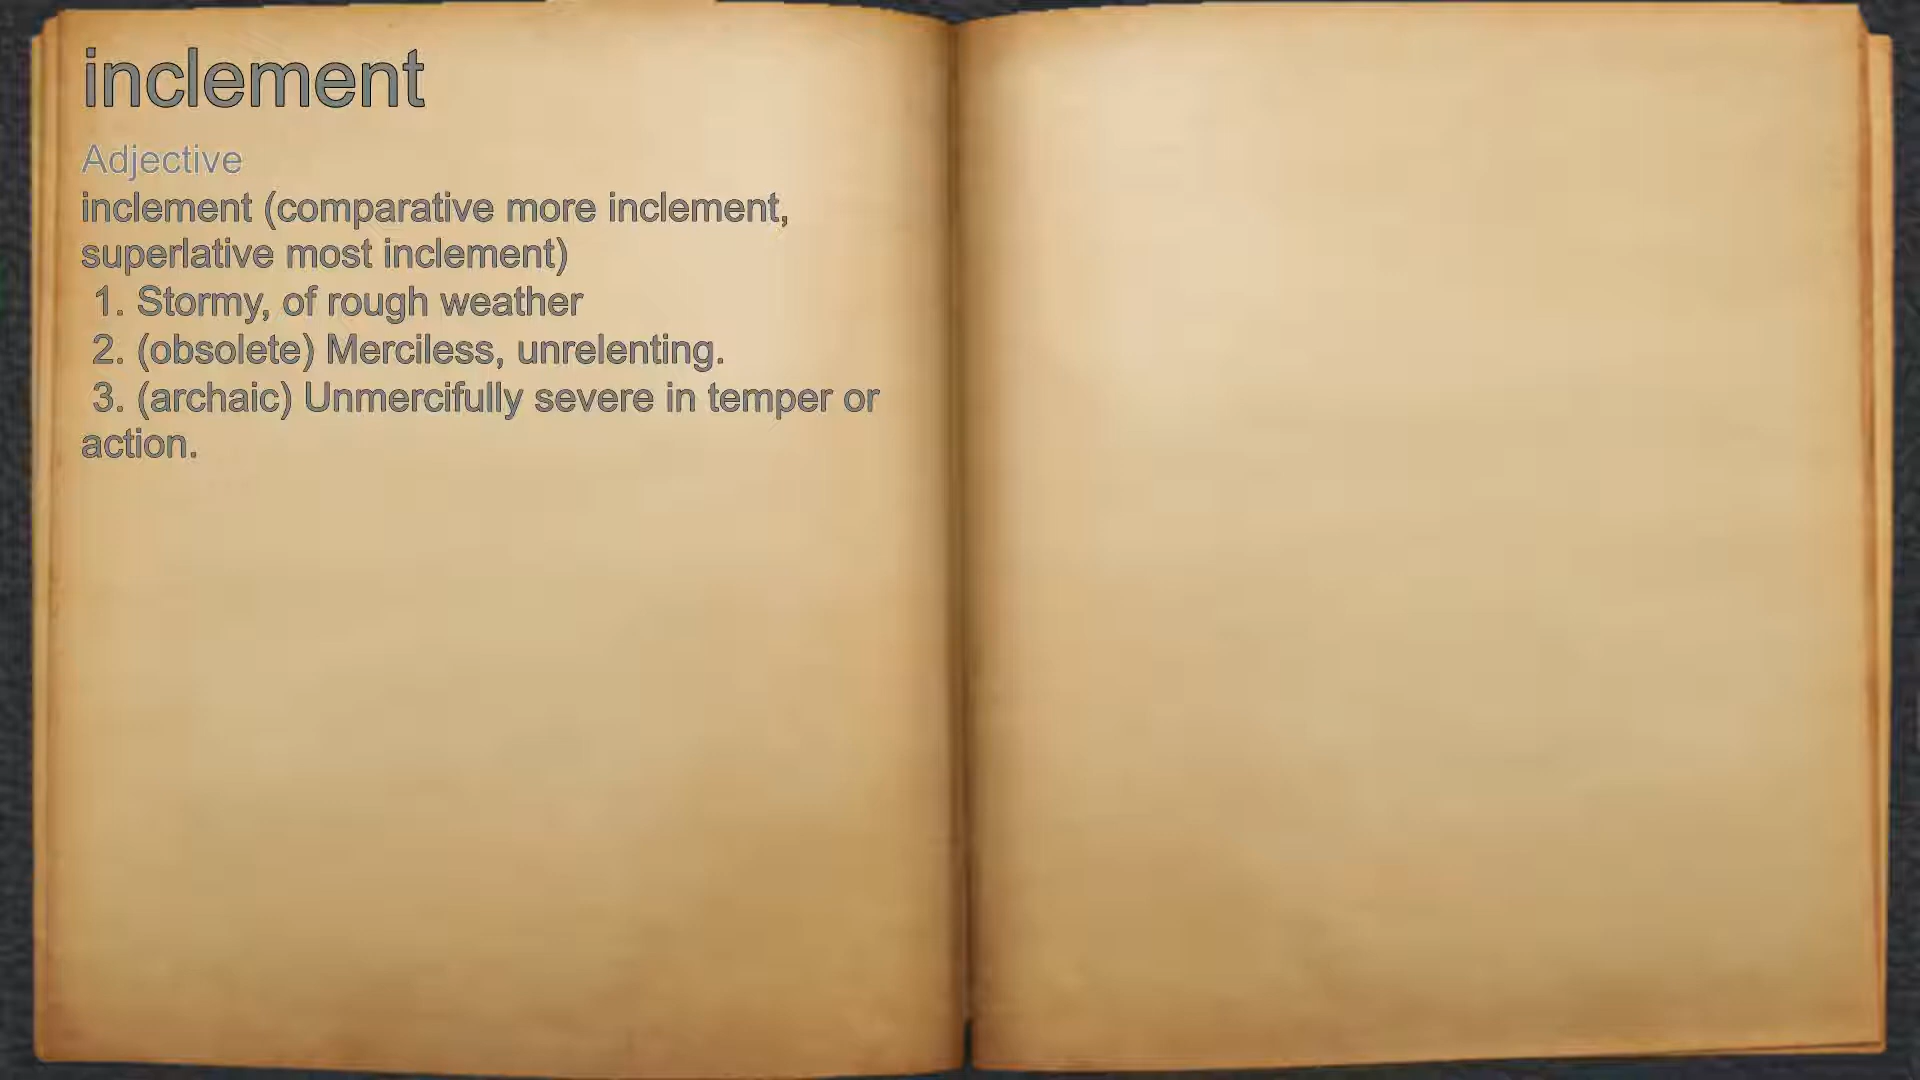 inclement
Adjective
inclement (comparative more inclement,
superlative most inclement)
1. Stormy, of rough weather
2. (obsolete) Merciless, unrelenting.
3. (archaic) Unmercifully severe in temper or
action.